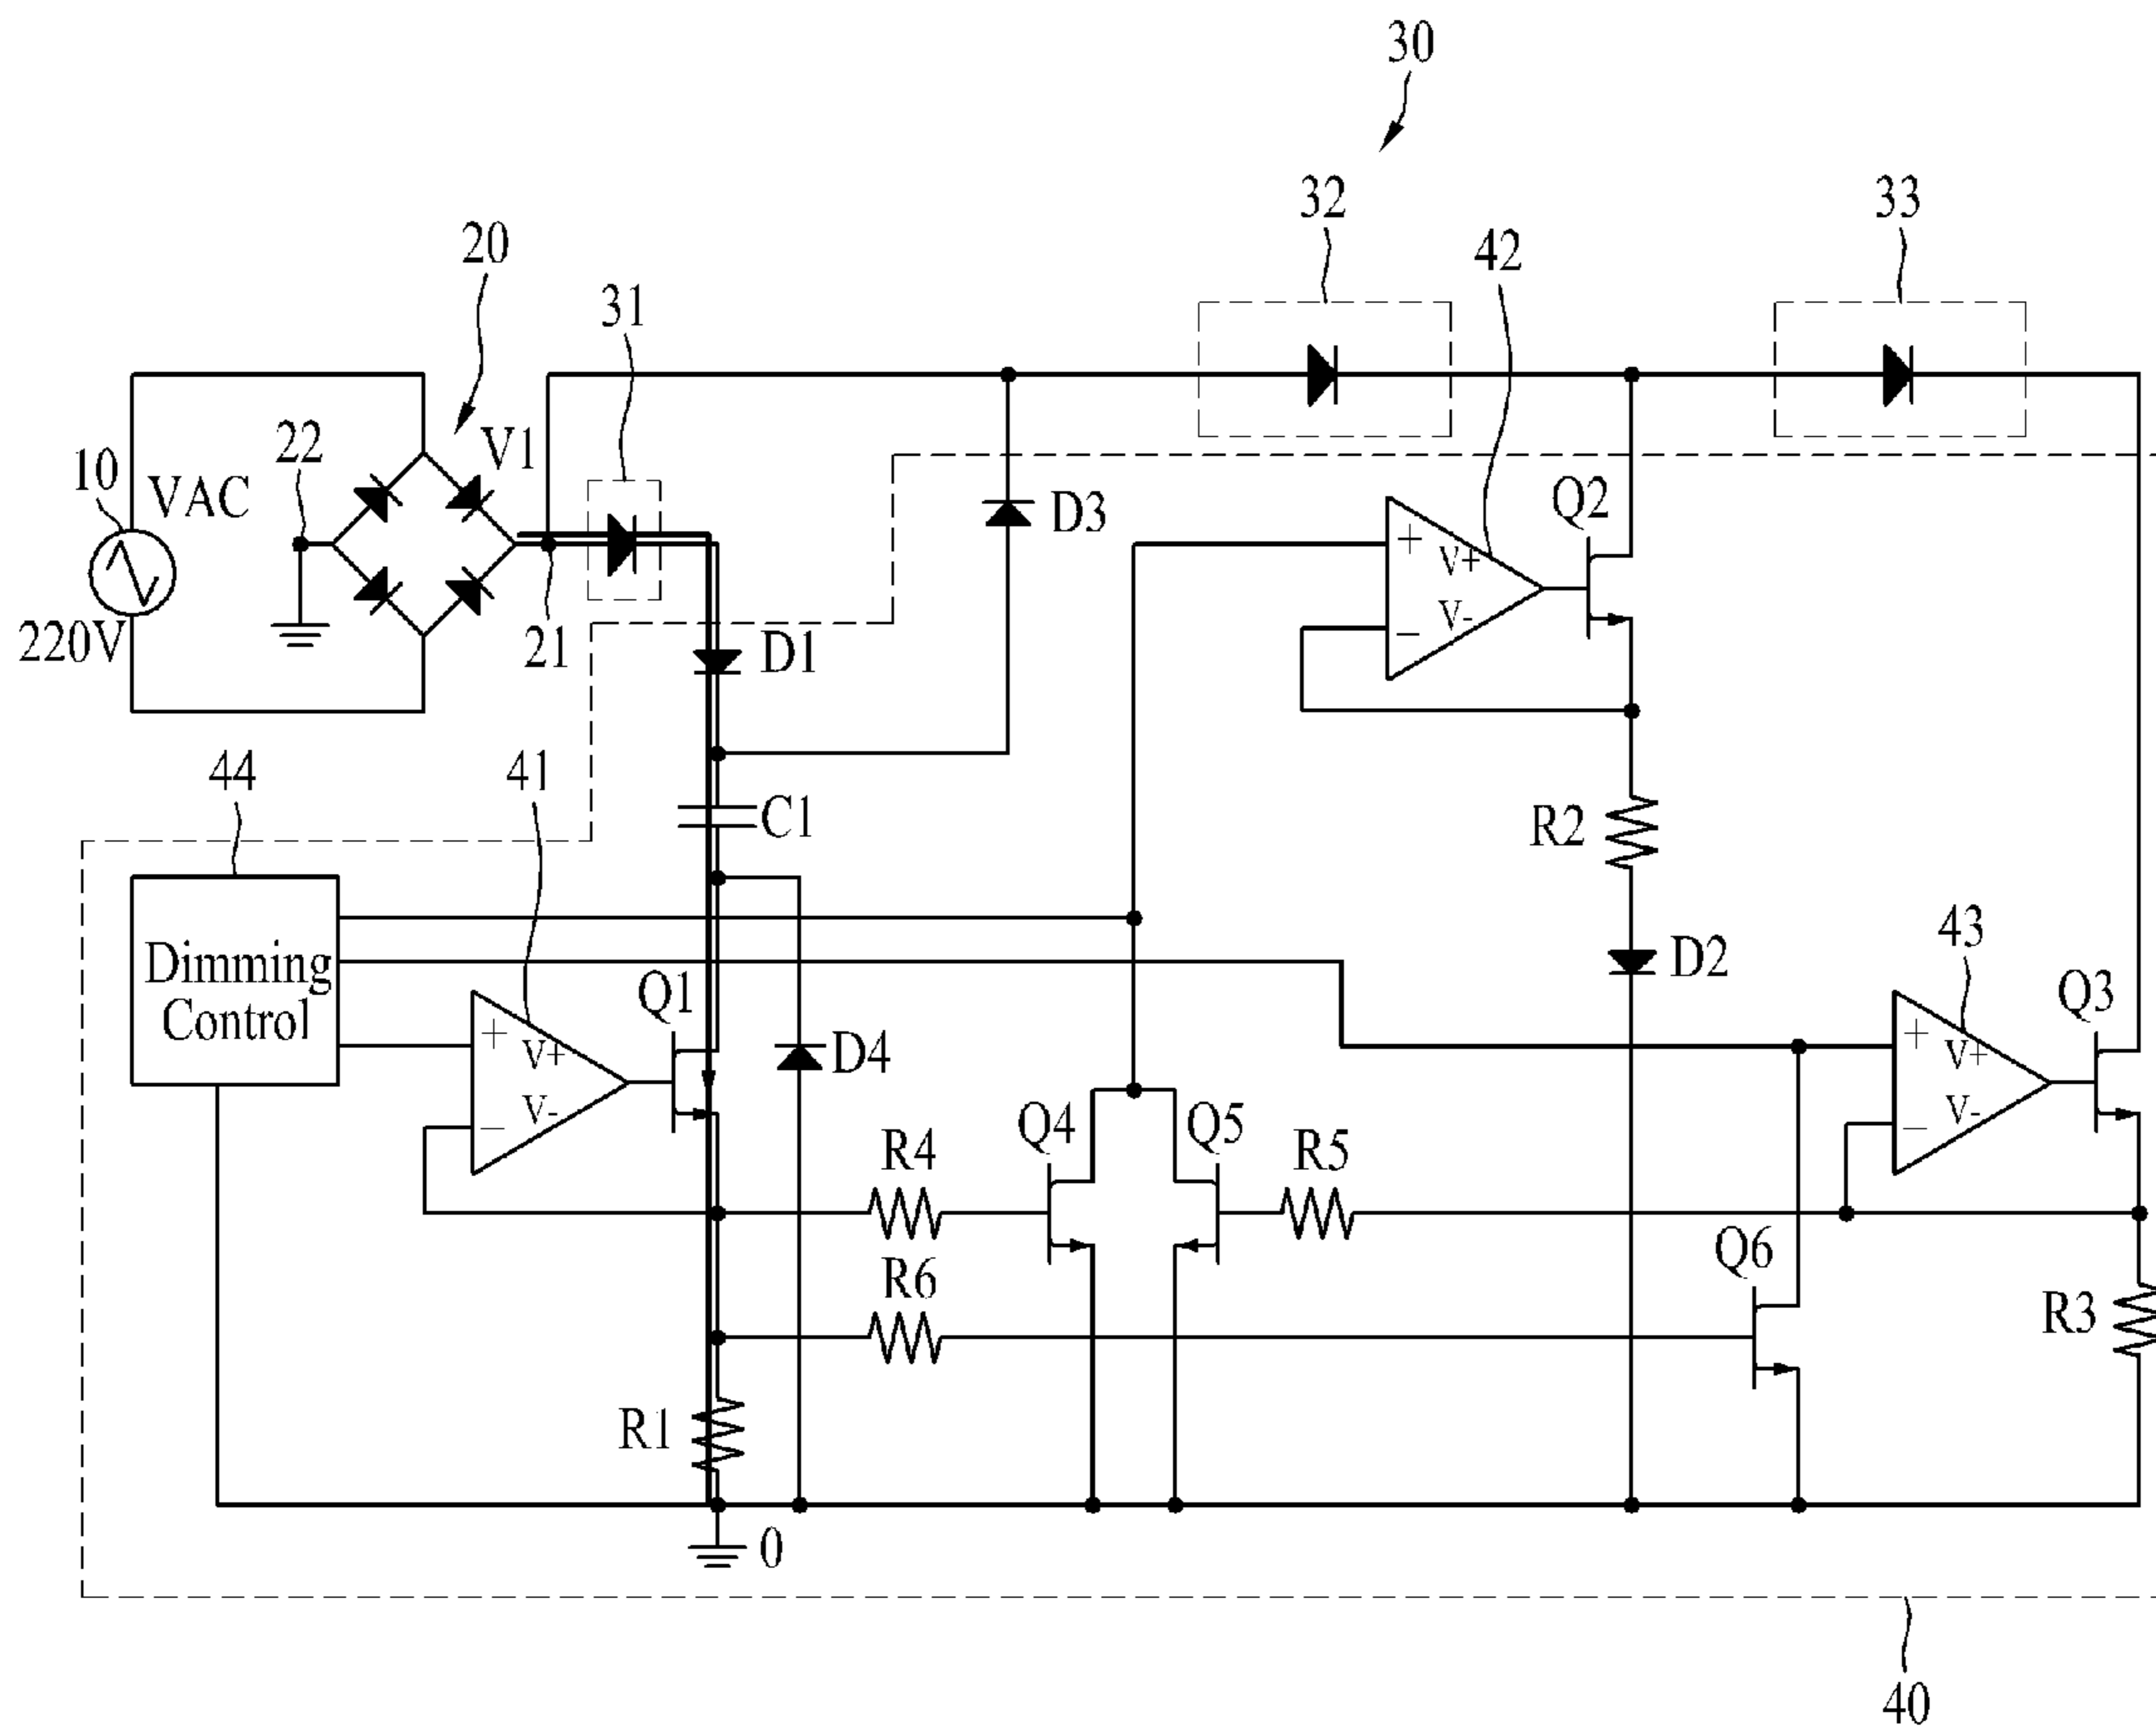 30
32
33
20
42
31
22
V1
10
VAC
Q2
D3
+
V+
V-
−
220V
21
D1
44
41
C1
R2
43
Dimming
Control
Q1
D2
Q3
+
V+
V-
−
D4
+
V+
V-
−
Q4
Q5
R4
R5
Q6
R6
R3
R1
0
40